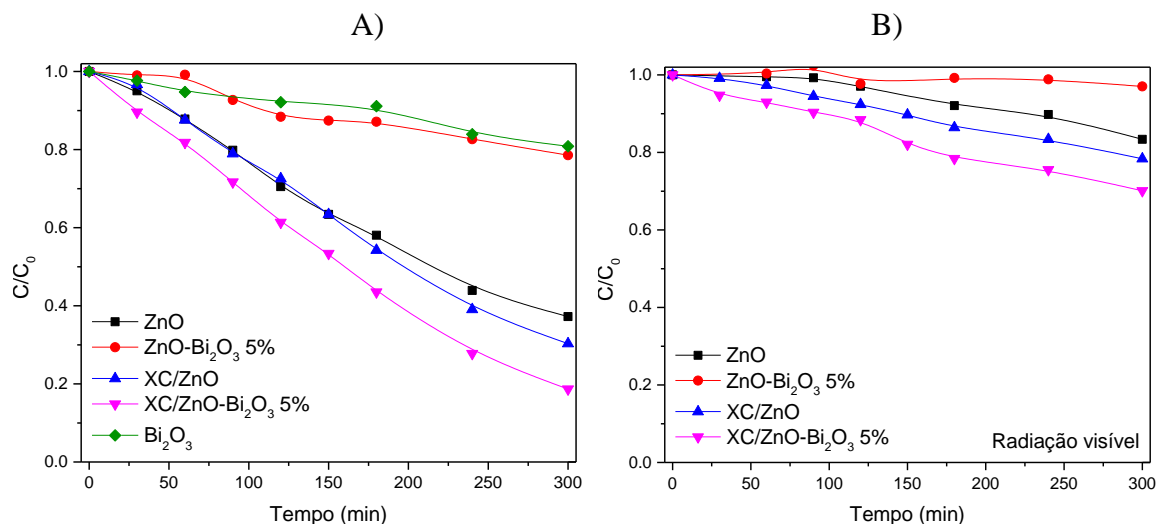 A)
1.0
0.8
0.6
0.4
0.2
0.0
C/C₀
ZnO
ZnO-Bi₂O₃ 5%
XC/ZnO
XC/ZnO-Bi₂O₃ 5%
Bi₂O₃
0 50 100 150 200 250 300
Tempo (min)
B)
1.0
0.8
0.6
0.4
0.2
0.0
C/C₀
ZnO
ZnO-Bi₂O₃ 5%
XC/ZnO
XC/ZnO-Bi₂O₃ 5%
Radiação visível
0 50 100 150 200 250 300
Tempo (min)